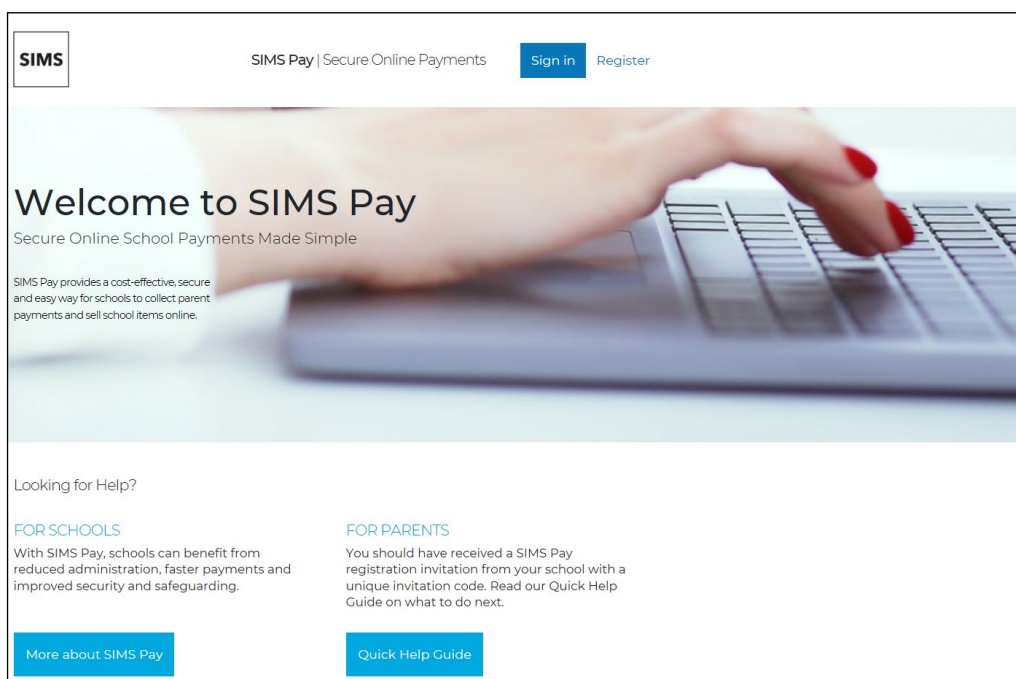 SIMS
SIMS Pay | Secure Online Payments
Sign in
Register
Welcome to SIMS Pay
Secure Online School Payments Made Simple
SIMS Pay provides a cost-effective, secure
and easy way for schools to collect parent
payments and sell school items online.
Looking for Help?
FOR SCHOOLS
With SIMS Pay, schools can benefit from
reduced administration, faster payments and
improved security and safeguarding.
More about SIMS Pay
FOR PARENTS
You should have received a SIMS Pay
registration invitation from your school with a
unique invitation code. Read our Quick Help
Guide on what to do next.
Quick Help Guide